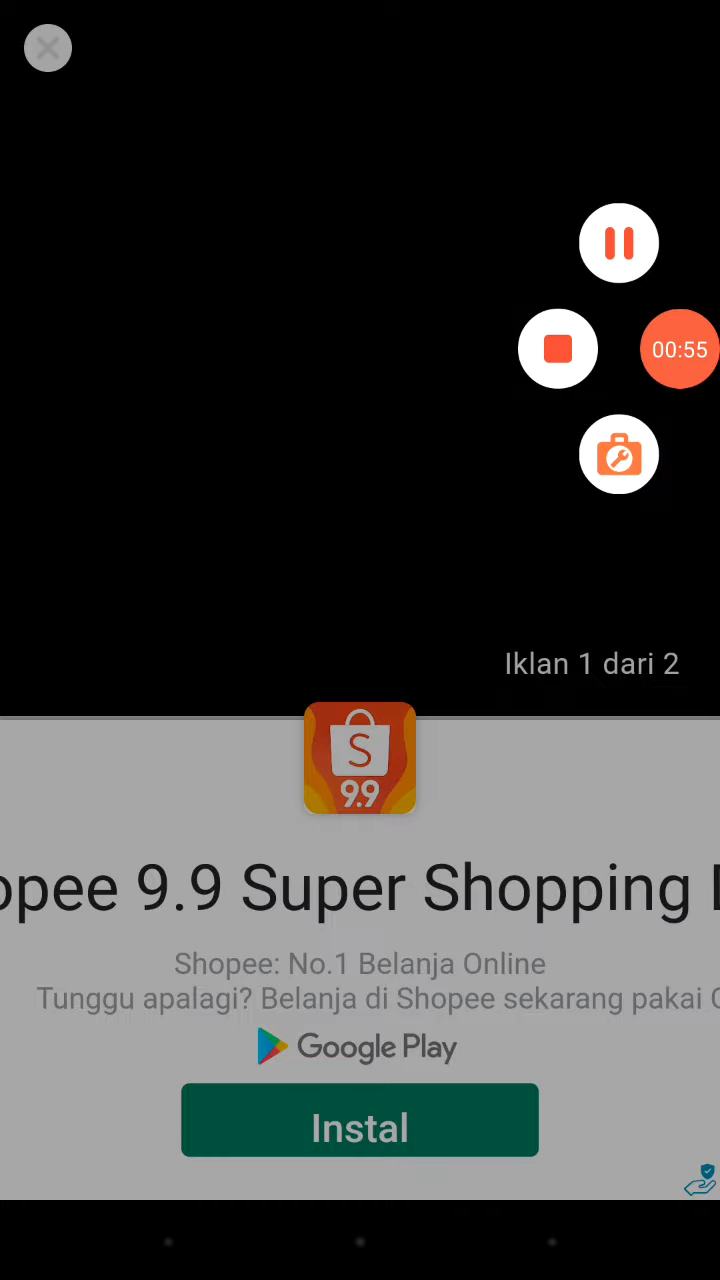 00:55
Iklan 1 dari 2
S
9.9
opee 9.9 Super Shopping
Shopee: No.1 Belanja Online
Tunggu apalagi? Belanja di Shopee sekarang pakai
Google Play
Instal